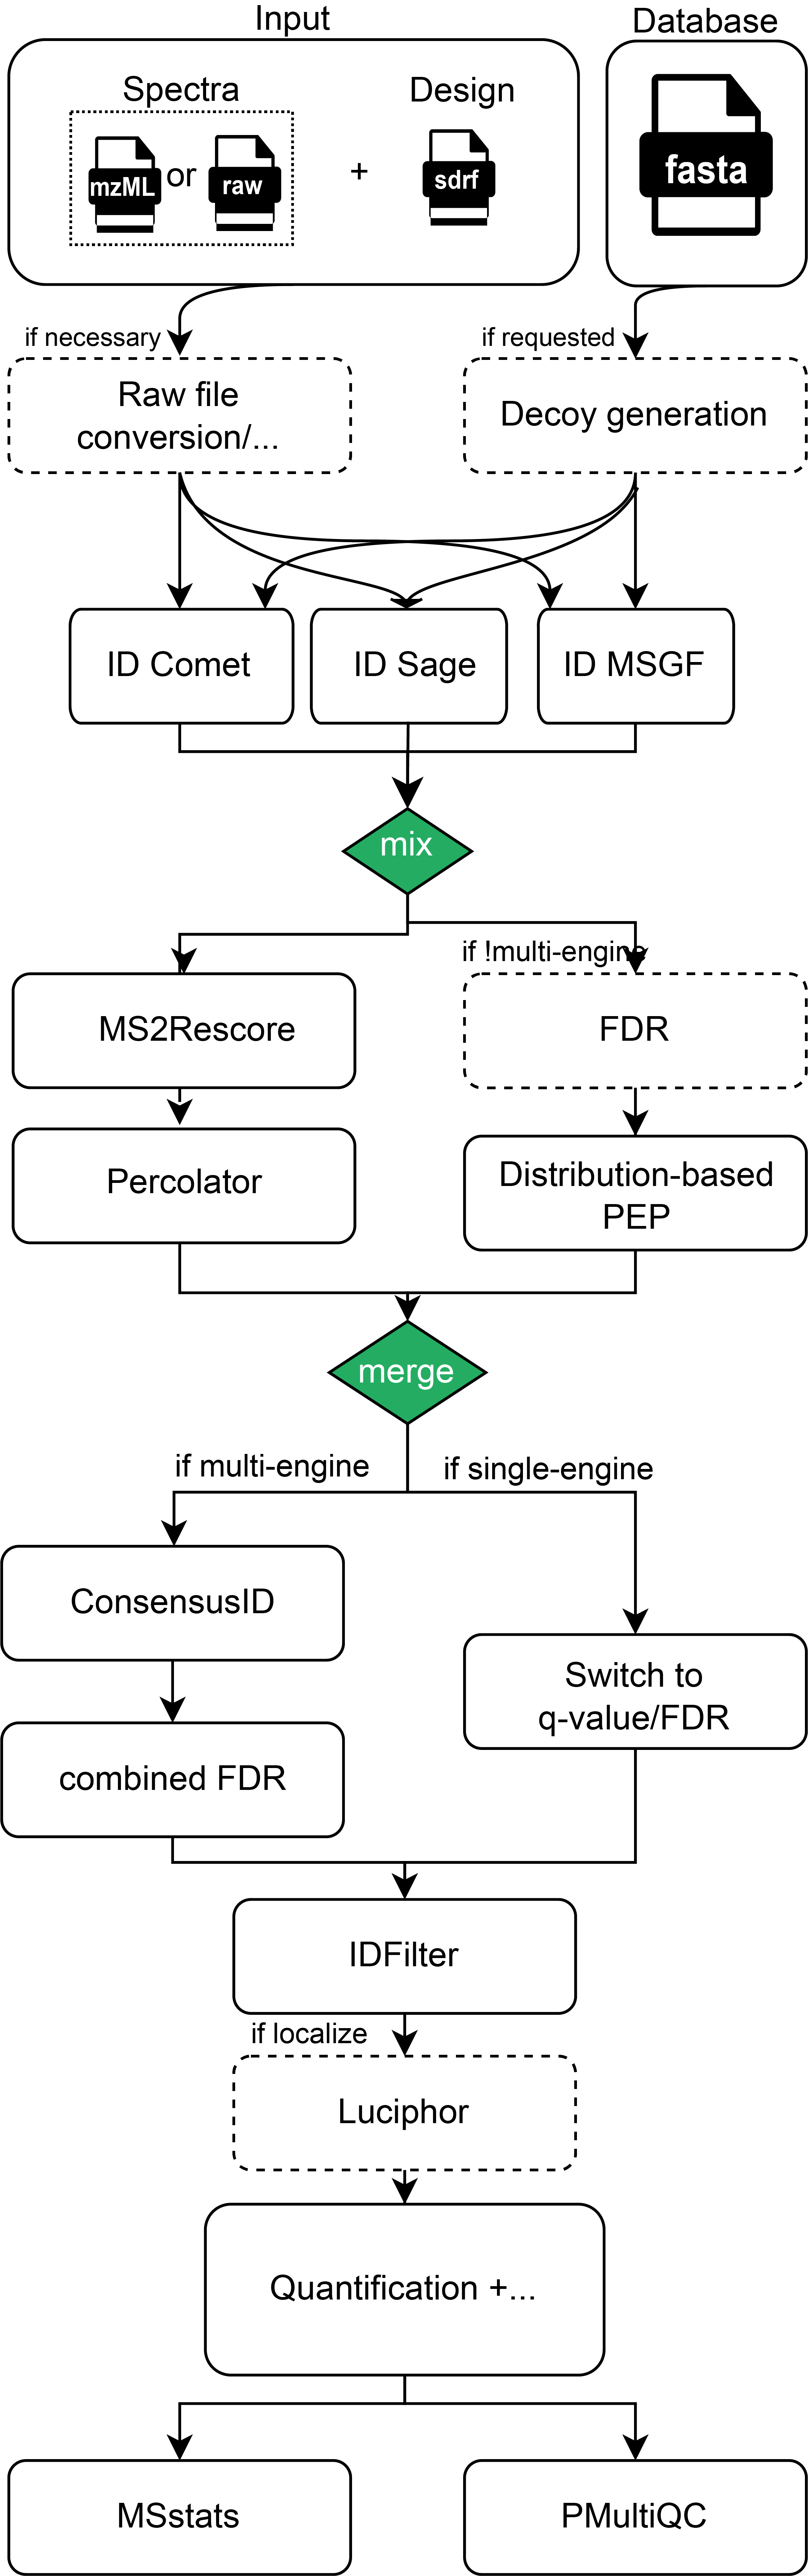 Input
Database
Spectra
Design
mzML
or
raw
+
sdrf
fasta
if necessary
if requested
Raw file
conversion/...
Decoy generation
ID Comet
ID Sage
ID MSGF
mix
if !multi-engine
MS2Rescore
FDR
Percolator
Distribution-based
PEP
merge
if multi-engine
if single-engine
ConsensusID
Switch to
q-value/FDR
combined FDR
IDFilter
if localize
Luciphor
Quantification +...
MSstats
PMultiQC